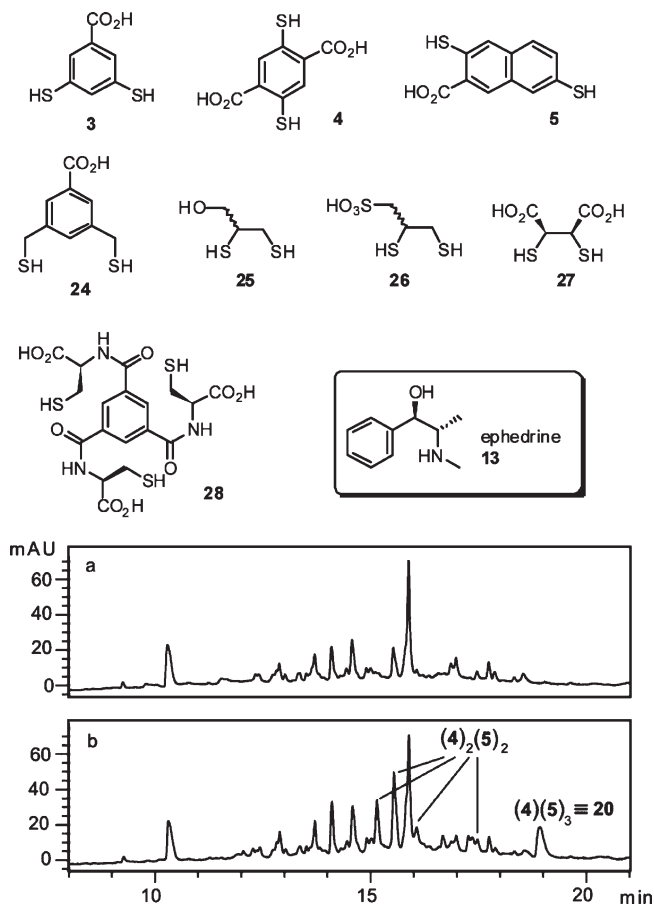 CO₂H
HS SH
3
SH
CO₂H
HO₂C
SH
4
HS
HO₂C
SH
5
CO₂H
SH SH
24
HO
HS SH
25
HO₃S
HS SH
26
HO₂C CO₂H
HS SH
27
HO₂C H N O
HS
SH
CO₂H
NH
O
O
NH
SH
CO₂H
28
OH
HN
ephedrine
13
mAU
a
60
40
20
0
b
60
40
20
0
(4)₂(5)₂
(4)(5)₃≡20
10 15 20 min